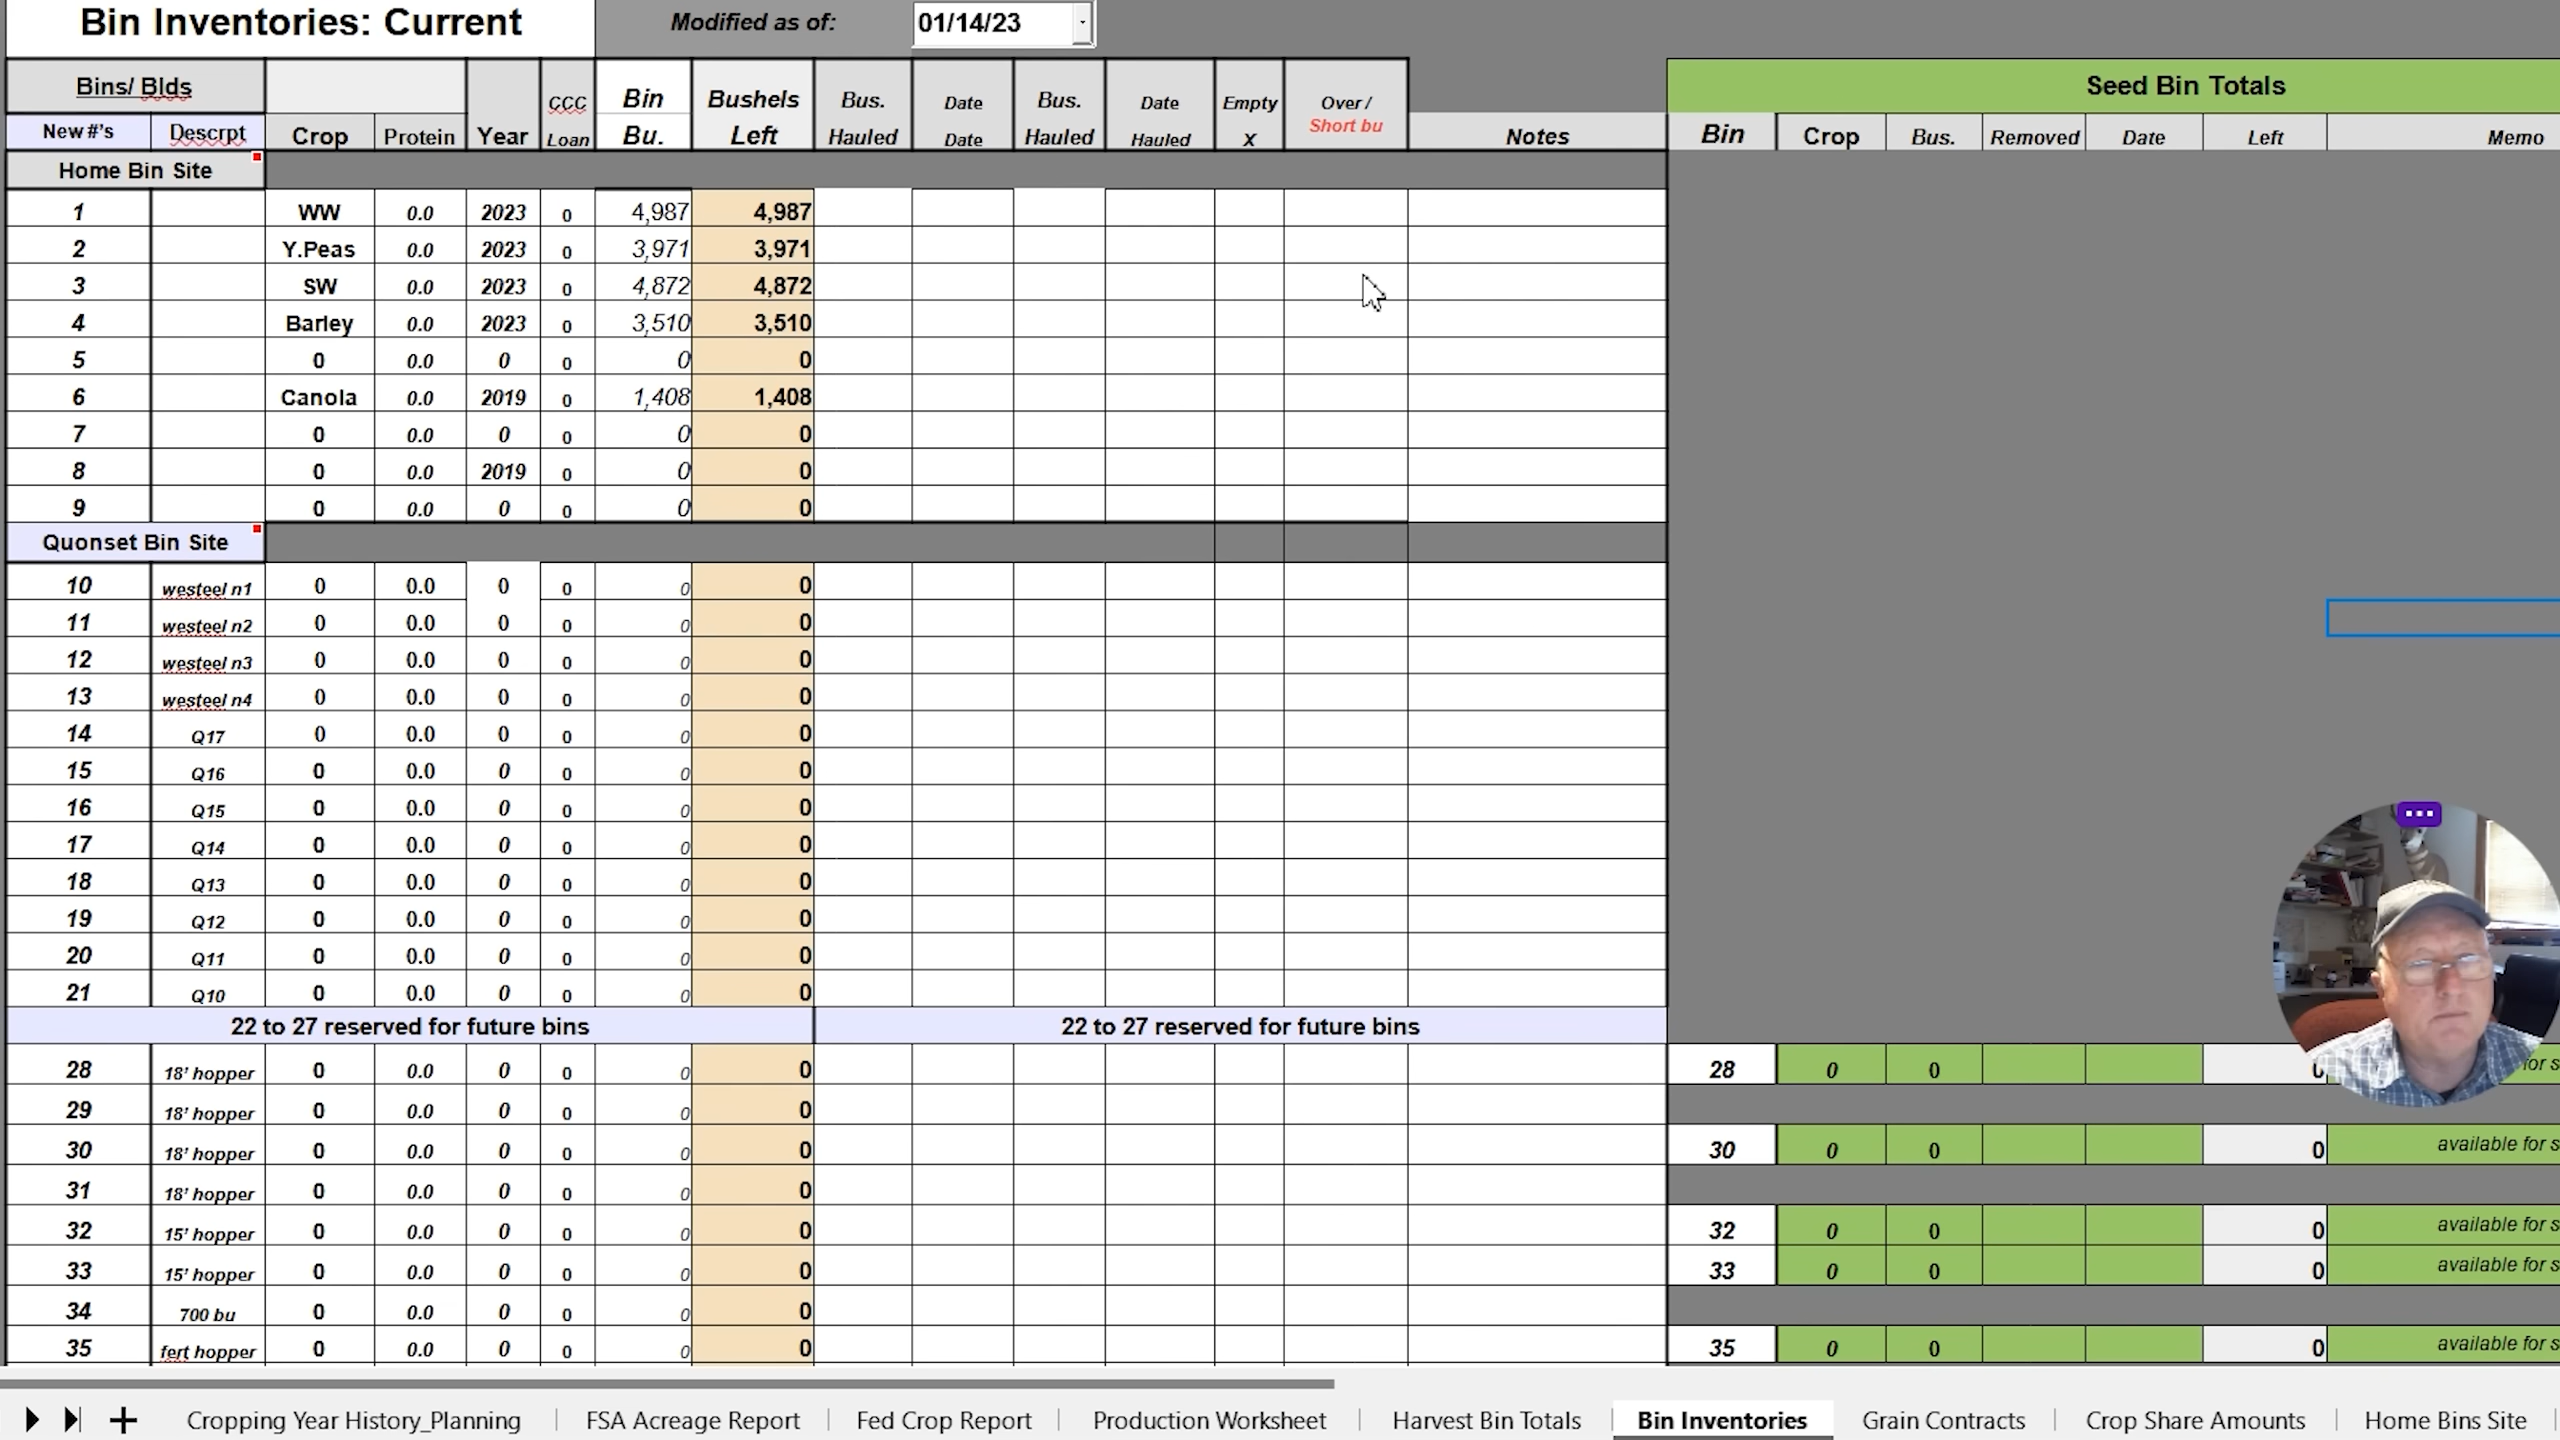 Bin Inventories: Current Modified as of: 01/14/23
Bins/ Blds CCC Bin Bushels Bus. Date Bus. Date Empty Over / Seed Bin Totals
Short bu
New #'s Descrpt Crop Protein Year Loan Bu. Left Hauled Date Hauled Hauled X Notes Bin Crop Bus. Removed Date Left Memo
Home Bin Site
1 WW 0.0 2023 0 4,987 4,987
2 Y.Peas 0.0 2023 0 3,971 3,971
3 SW 0.0 2023 0 4,872 4,872
4 Barley 0.0 2023 0 3,510 3,510
5 0 0.0 0 0 0 0
6 Canola 0.0 2019 0 1,408 1,408
7 0 0.0 0 0 0 0
8 0 0.0 2019 0 0 0
9 0 0.0 0 0 0 0
Quonset Bin Site
10 westeel n1 0 0.0 0 0 0 0
11 westeel n2 0 0.0 0 0 0 0
12 westeel n3 0 0.0 0 0 0 0
13 westeel n4 0 0.0 0 0 0 0
14 Q17 0 0.0 0 0 0 0
15 Q16 0 0.0 0 0 0 0
16 Q15 0 0.0 0 0 0 0
17 Q14 0 0.0 0 0 0 0
18 Q13 0 0.0 0 0 0 0
19 Q12 0 0.0 0 0 0 0
20 Q11 0 0.0 0 0 0 0
21 Q10 0 0.0 0 0 0 0
22 to 27 reserved for future bins 22 to 27 reserved for future bins
28 18' hopper 0 0.0 0 0 0 0 28 0 0 0 for s
29 18' hopper 0 0.0 0 0 0 0
30 18' hopper 0 0.0 0 0 0 0 30 0 0 0 available for s
31 18' hopper 0 0.0 0 0 0 0
32 15' hopper 0 0.0 0 0 0 0 32 0 0 0 available for s
33 15' hopper 0 0.0 0 0 0 0 33 0 0 0 available for s
34 700 bu 0 0.0 0 0 0 0
35 fert hopper 0 0.0 0 0 0 0 35 0 0 0 available for s
Cropping Year History_Planning FSA Acreage Report Fed Crop Report Production Worksheet Harvest Bin Totals Bin Inventories Grain Contracts Crop Share Amounts Home Bins Site